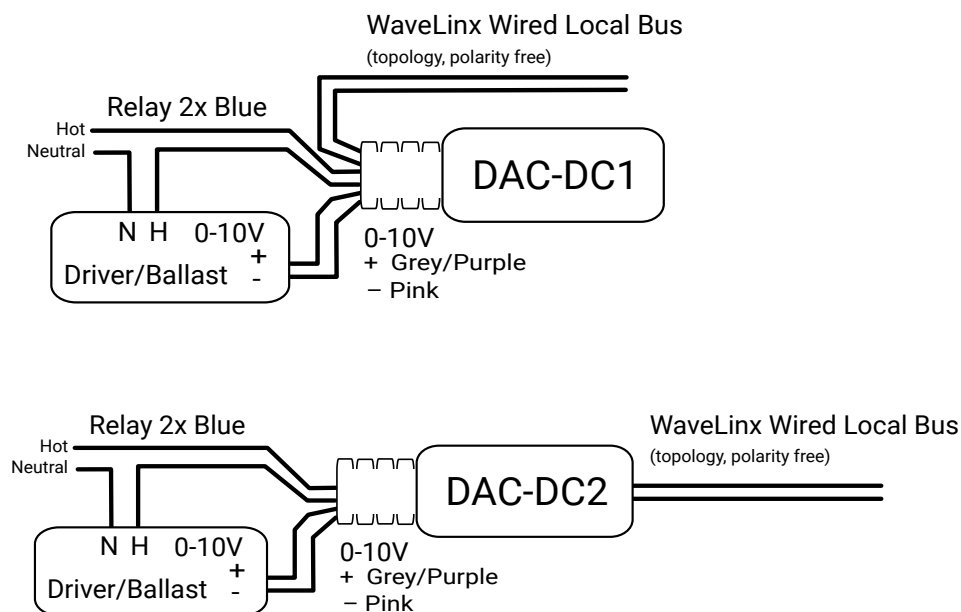 WaveLinx Wired Local Bus
(topology, polarity free)
Relay 2x Blue
Hot
Neutral
DAC-DC1
N H 0-10V
+
Driver/Ballast -
0-10V
+ Grey/Purple
– Pink
Relay 2x Blue
Hot
Neutral
WaveLinx Wired Local Bus
(topology, polarity free)
DAC-DC2
N H 0-10V
+
Driver/Ballast -
0-10V
+ Grey/Purple
– Pink